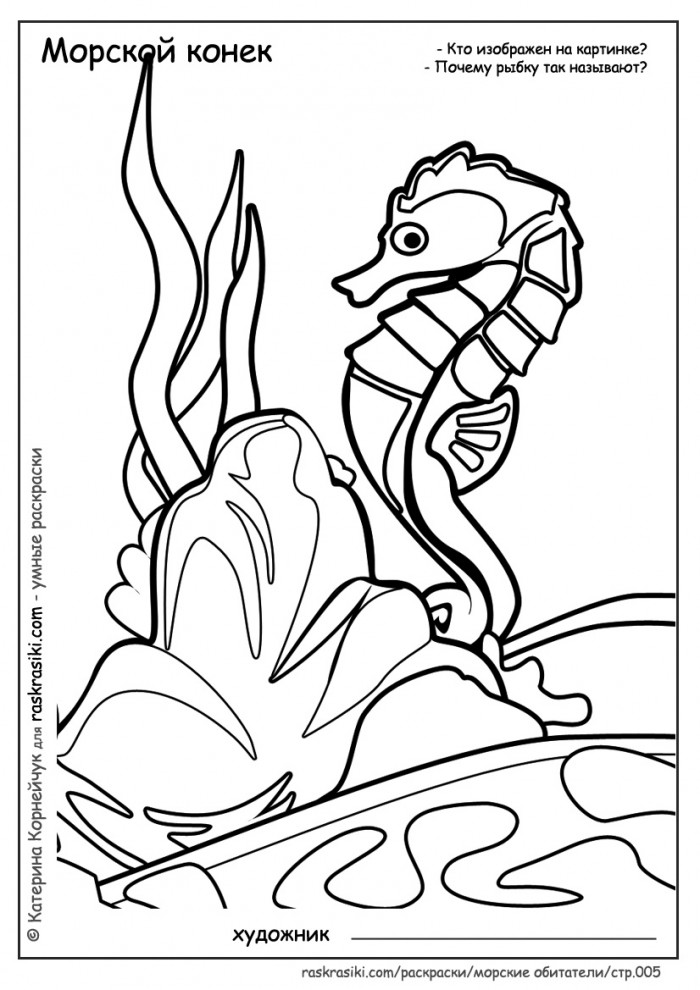 Морской конек
- Кто изображен на картинке?
- Почему рыбку так называют?
© Катерина Корнейчук для raskrasiki.com - умные раскраски
художник
raskrasiki.com/раскраски/морские обитатели/стр.005